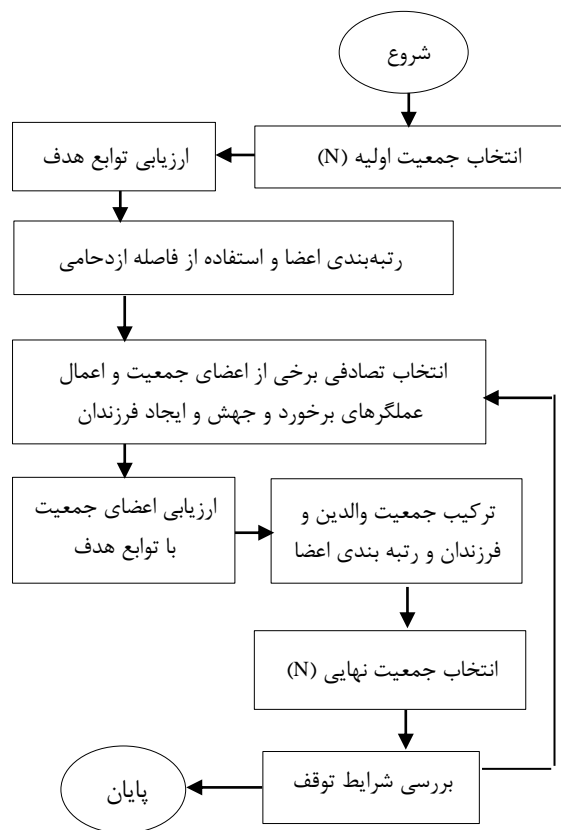 شروع
انتخاب جمعیت اولیه (N)
ارزیابی توابع هدف
رتبه‌بندی اعضا و استفاده از فاصله ازدحامی
انتخاب تصادفی برخی از اعضای جمعیت و اعمال
عملگرهای برخورد و جهش و ایجاد فرزندان
ارزیابی اعضای جمعیت
با توابع هدف
ترکیب جمعیت والدین و
فرزندان و رتبه بندی اعضا
انتخاب جمعیت نهایی (N)
بررسی شرایط توقف
پایان